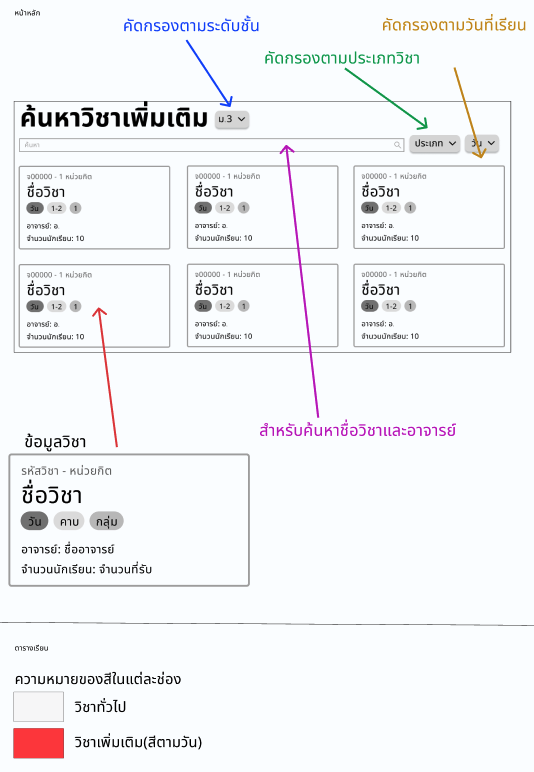 หน้าหลัก
คัดกรองตามระดับชั้น
คัดกรองตามวันที่เรียน
คัดกรองตามประเภทวิชา
ค้นหาวิชาเพิ่มเติม ม.3
ค้นหา ประเภท วัน
จ00000 - 1 หน่วยกิต
ชื่อวิชา
วัน 1-2 1
อาจารย์: อ.
จำนวนนักเรียน: 10
จ00000 - 1 หน่วยกิต
ชื่อวิชา
วัน 1-2 1
อาจารย์: อ.
จำนวนนักเรียน: 10
จ00000 - 1 หน่วยกิต
ชื่อวิชา
วัน 1-2 1
อาจารย์: อ.
จำนวนนักเรียน: 10
จ00000 - 1 หน่วยกิต
ชื่อวิชา
วัน 1-2 1
อาจารย์: อ.
จำนวนนักเรียน: 10
จ00000 - 1 หน่วยกิต
ชื่อวิชา
วัน 1-2 1
อาจารย์: อ.
จำนวนนักเรียน: 10
จ00000 - 1 หน่วยกิต
ชื่อวิชา
วัน 1-2 1
อาจารย์: อ.
จำนวนนักเรียน: 10
สำหรับค้นหาชื่อวิชาและอาจารย์
ข้อมูลวิชา
รหัสวิชา - หน่วยกิต
ชื่อวิชา
วัน คาบ กลุ่ม
อาจารย์: ชื่ออาจารย์
จำนวนนักเรียน: จำนวนที่รับ
ตารางเรียน
ความหมายของสีในแต่ละช่อง
วิชาทั่วไป
วิชาเพิ่มเติม(สีตามวัน)